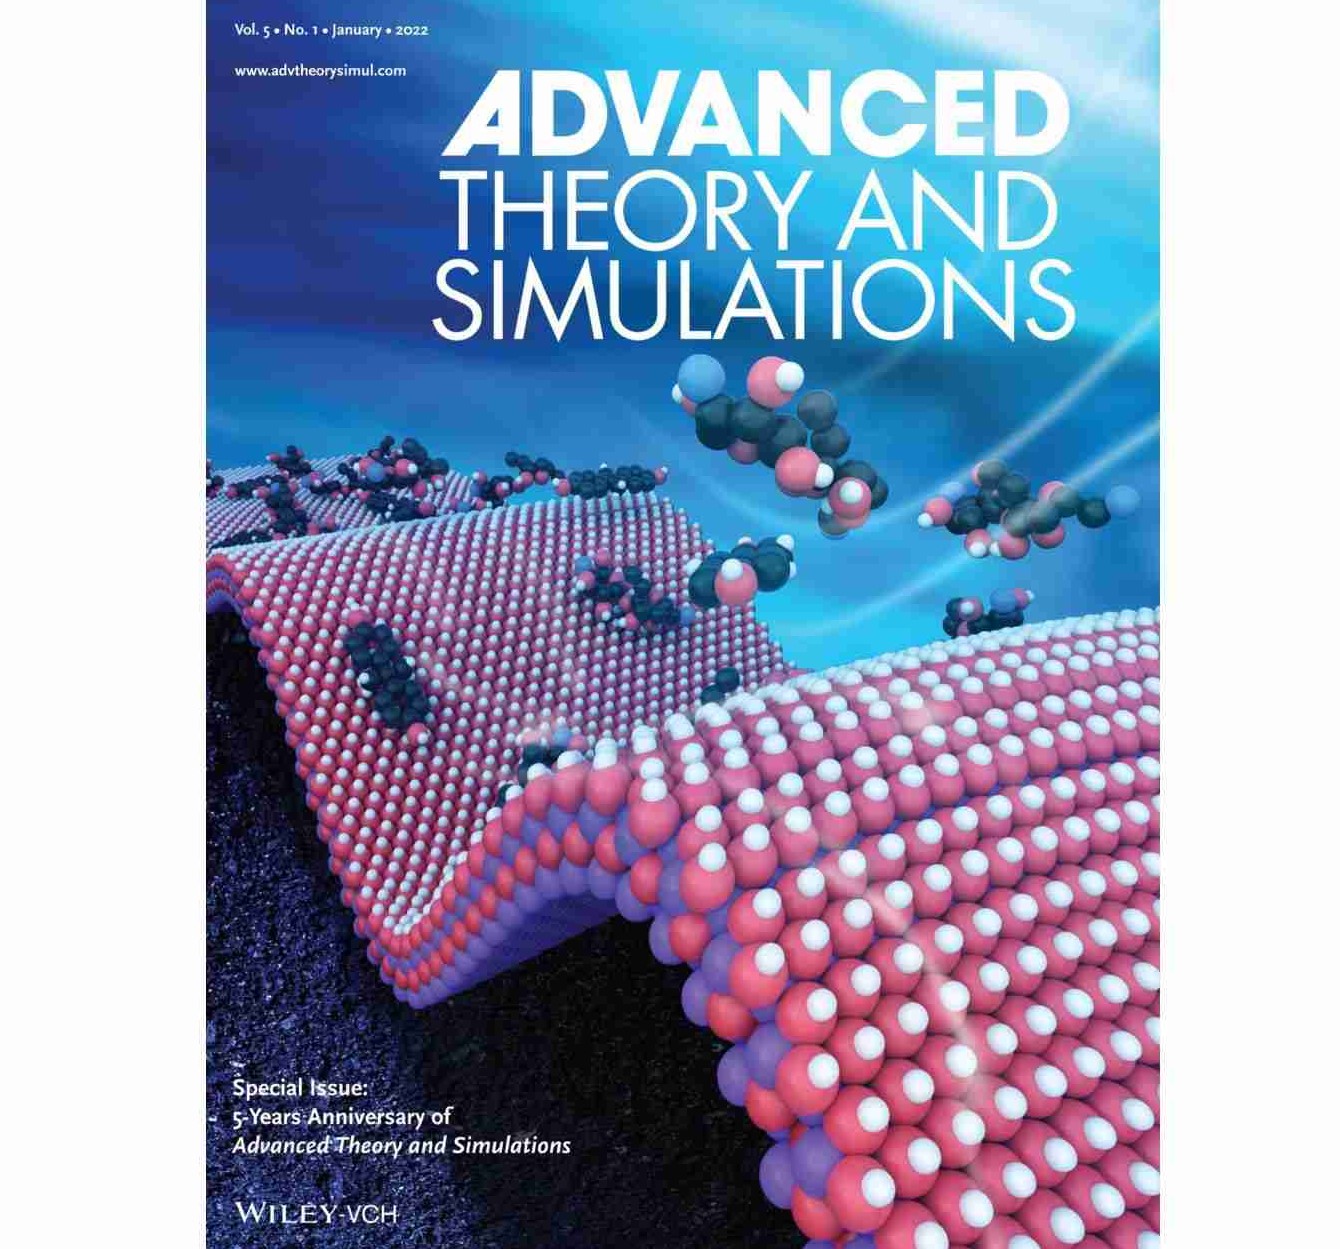 Vol. 5 • No. 1 • January • 2022
www.advtheorysimul.com
ADVANCED
THEORY AND
SIMULATIONS
Special Issue:
5-Years Anniversary of
Advanced Theory and Simulations
WILEY-VCH